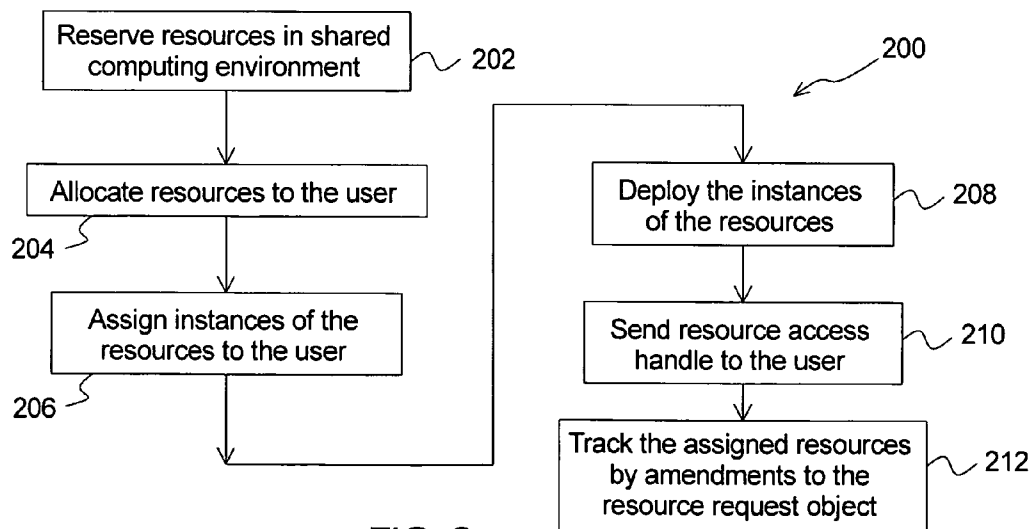 Reserve resources in shared
computing environment
202
Allocate resources to the user
204
Assign instances of the
resources to the user
206
200
Deploy the instances
of the resources
208
Send resource access
handle to the user
210
Track the assigned resources
by amendments to the
resource request object
212